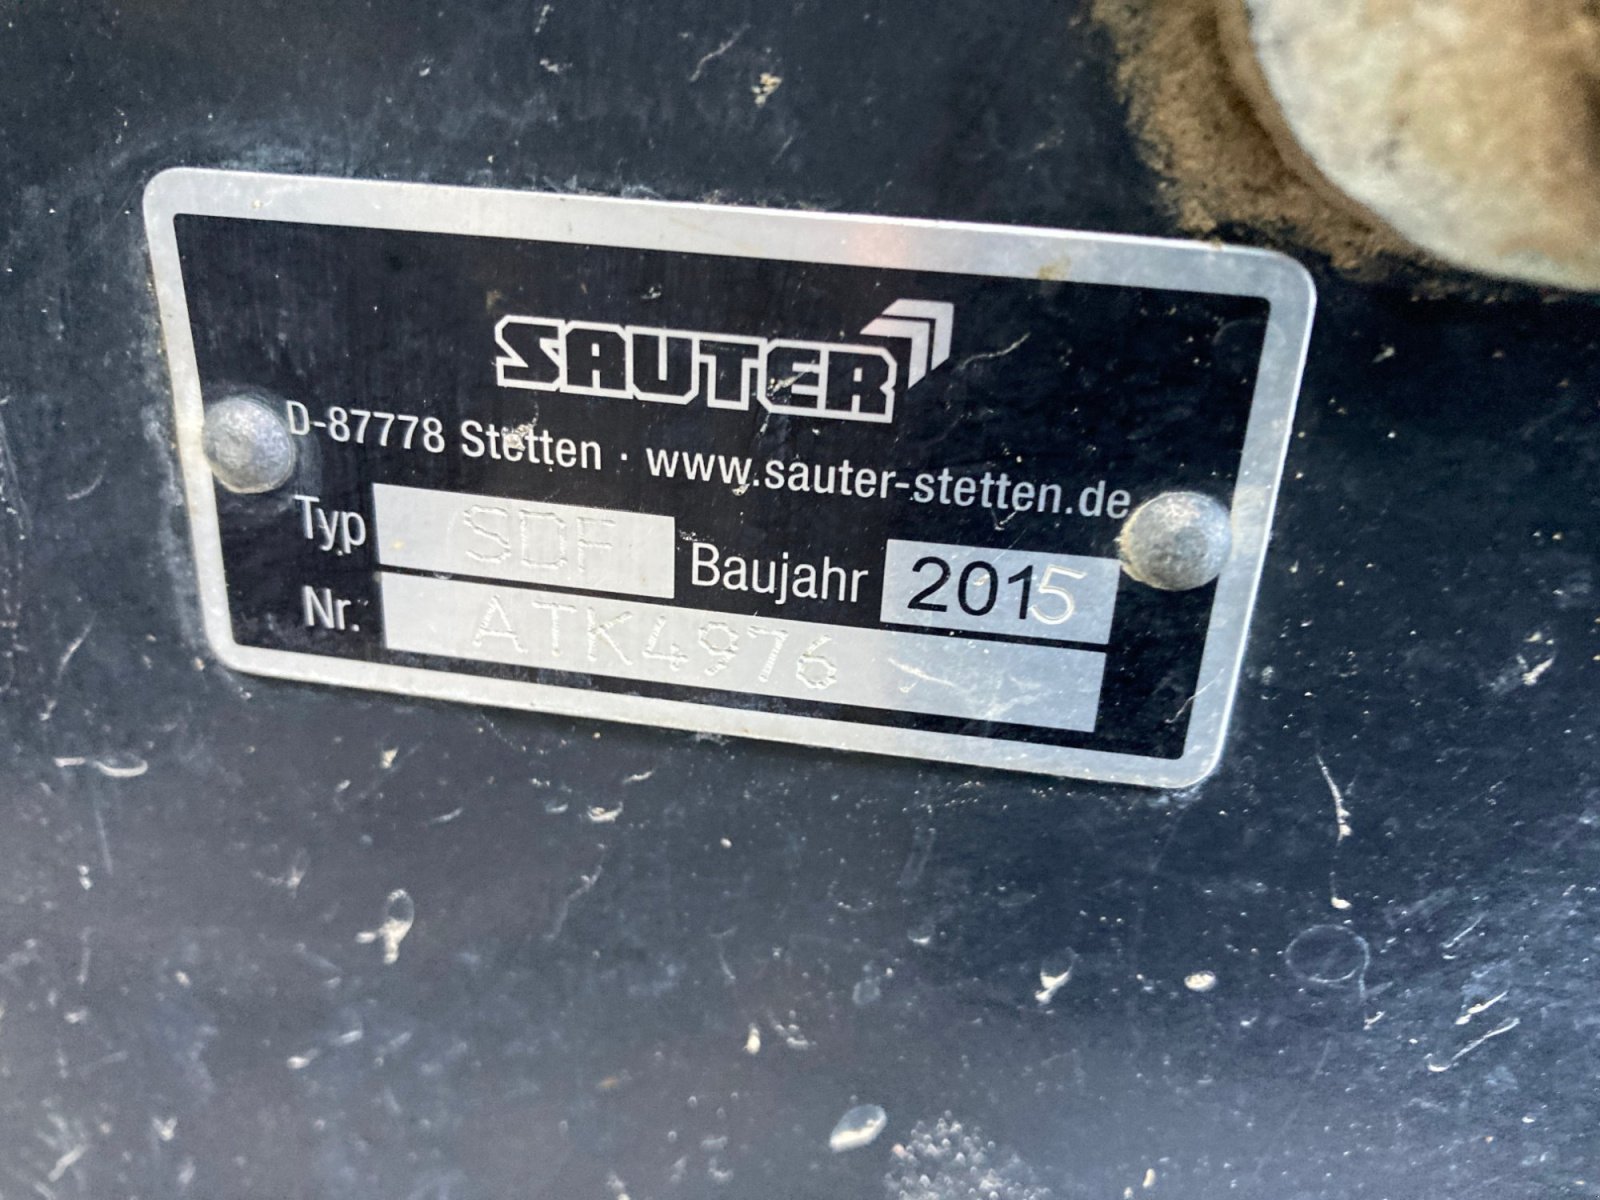 SAUTER
D-87778 Stetten · www.sauter-stetten.de
Typ SDF Baujahr 2015
Nr. ATK4976